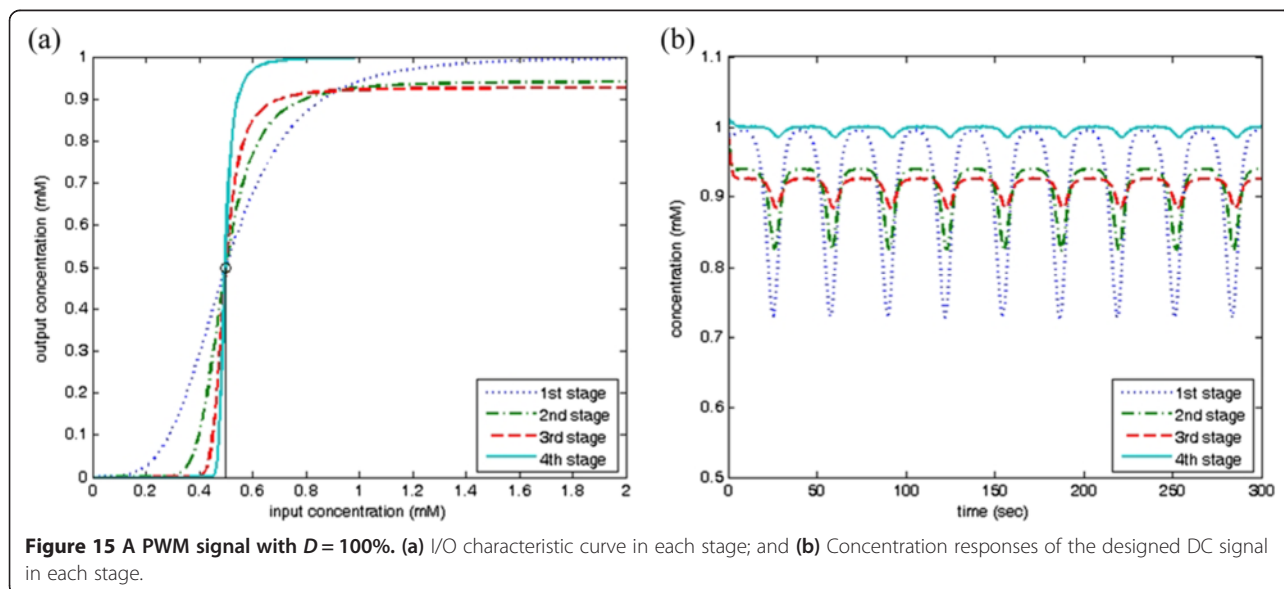 (a)
1
0.9
0.8
0.7
0.6
0.5
0.4
0.3
0.2
0.1
0
output concentration (mM)
0 0.2 0.4 0.6 0.8 1 1.2 1.4 1.6 1.8 2
input concentration (mM)
1st stage
2nd stage
3rd stage
4th stage
(b)
1.1
1
0.9
0.8
0.7
0.6
0.5
concentration (mM)
0 50 100 150 200 250 300
time (sec)
1st stage
2nd stage
3rd stage
4th stage
Figure 15 A PWM signal with D = 100%. (a) I/O characteristic curve in each stage; and (b) Concentration responses of the designed DC signal
in each stage.